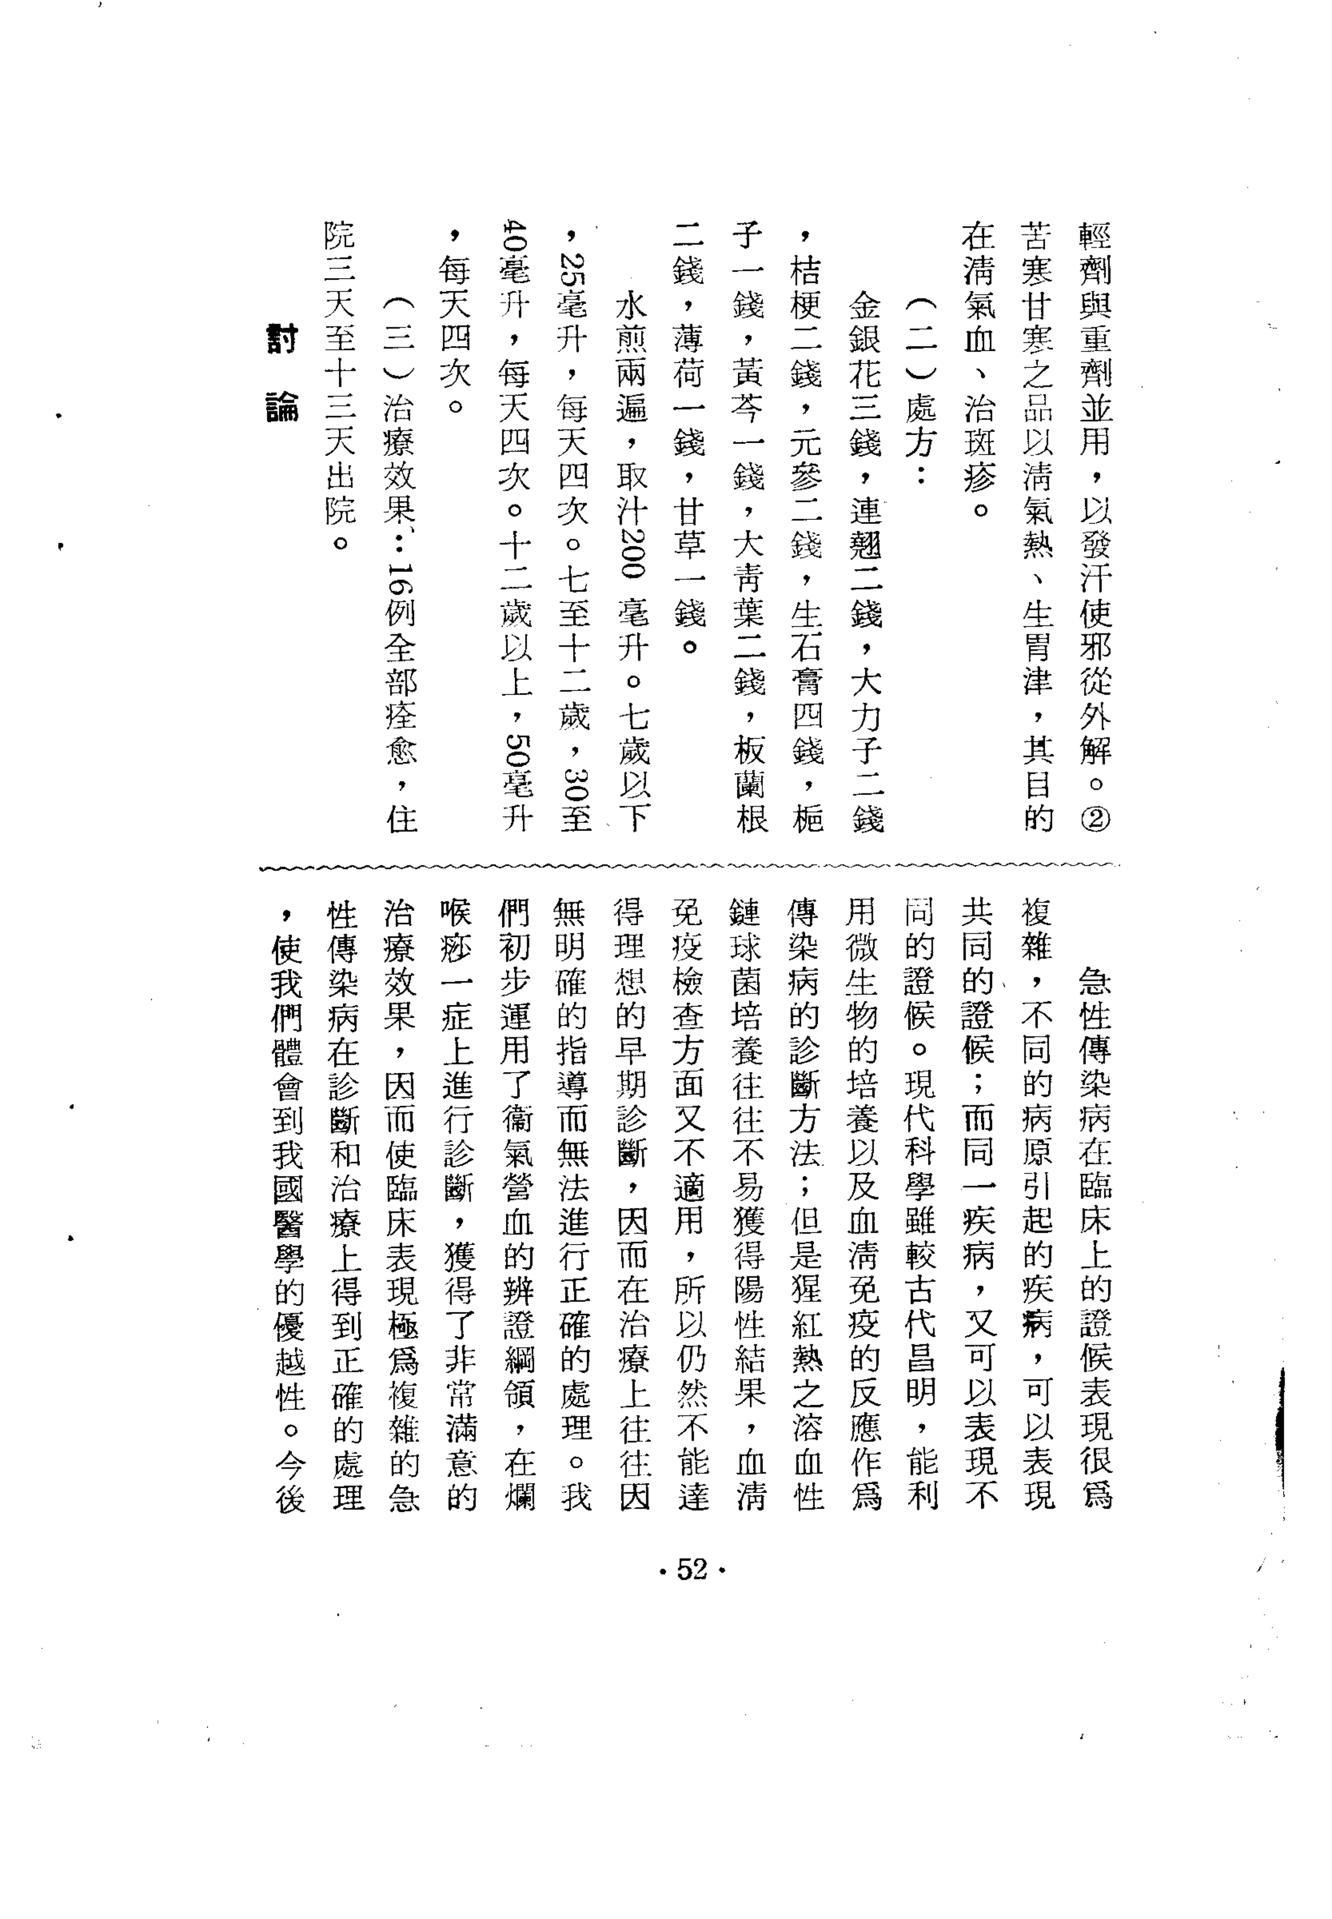 輕劑與重劑並用，以發汗使邪從外解。②
苦寒甘寒之品以淸氣熱、生胃津，其目的
在淸氣血、治斑疹。
（二）處方：
金銀花三錢，連翹二錢，大力子二錢
，桔梗二錢，元參二錢，生石膏四錢，梔
子一錢，黃芩一錢，大靑葉二錢，板蘭根
二錢，薄荷一錢，甘草一錢。
水煎兩遍，取汁200毫升。七歲以下
，25毫升，每天四次。七至十二歲，30至
40毫升，每天四次。十二歲以上，50毫升
，每天四次。
（三）治療效果：16例全部痊愈，住
院三天至十三天出院。
討論
急性傳染病在臨床上的證候表現很爲
複雜，不同的病原引起的疾病，可以表現
共同的證候；而同一疾病，又可以表現不
同的證候。現代科學雖較古代昌明，能利
用微生物的培養以及血淸免疫的反應作爲
傳染病的診斷方法；但是猩紅熱之溶血性
鏈球菌培養往往不易獲得陽性結果，血淸
免疫檢查方面又不適用，所以仍然不能達
得理想的早期診斷，因而在治療上往往因
無明確的指導而無法進行正確的處理。我
們初步運用了衞氣營血的辨證綱領，在爛
喉痧一症上進行診斷，獲得了非常滿意的
治療效果，因而使臨床表現極爲複雜的急
性傳染病在診斷和治療上得到正確的處理
，使我們體會到我國醫學的優越性。今後
·52·